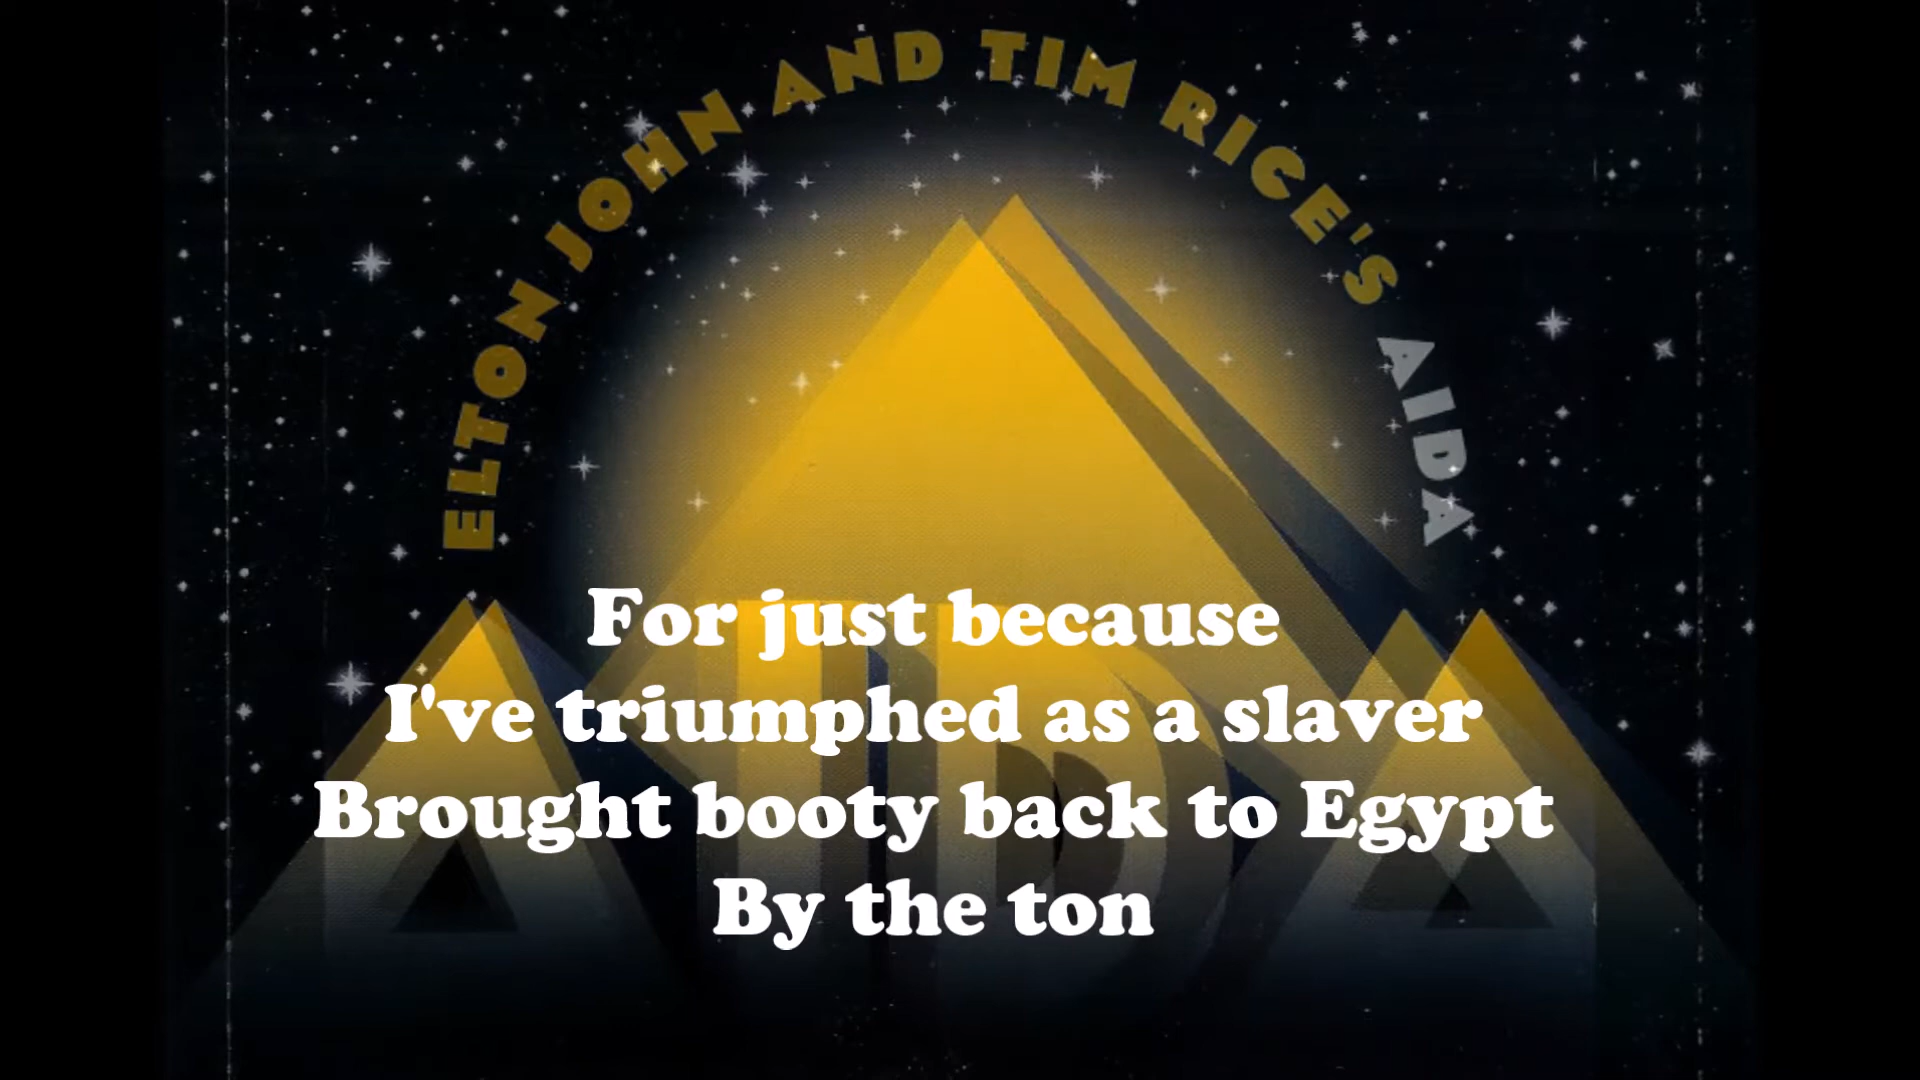 ELTON JOHN AND TIM RICE'S AIDA
AIDA
For just because
I've triumphed as a slaver
Brought booty back to Egypt
By the ton